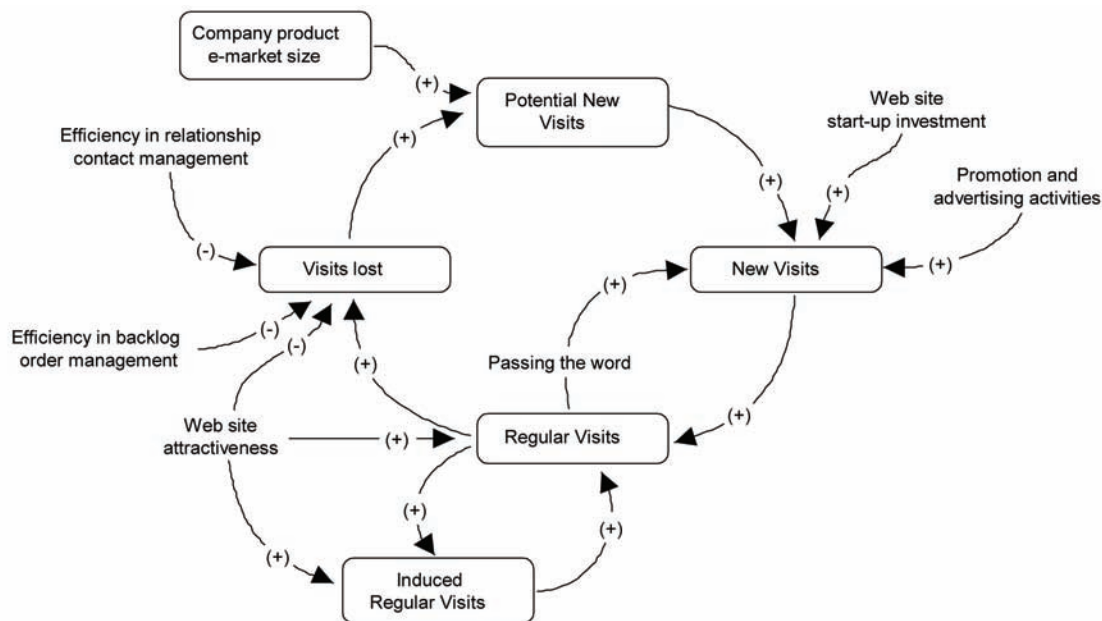 Company product
e-market size
(+)
Potential New
Visits
Web site
start-up investment
Efficiency in relationship
contact management
(+)
(+)
(+)
Promotion and
advertising activities
(-)
Visits lost
New Visits
(+)
(+)
Efficiency in backlog
order management
(-)
(-)
(+)
Passing the word
(+)
Web site
attractiveness
(+)
Regular Visits
(+)
(+)
(+)
(+)
Induced
Regular Visits